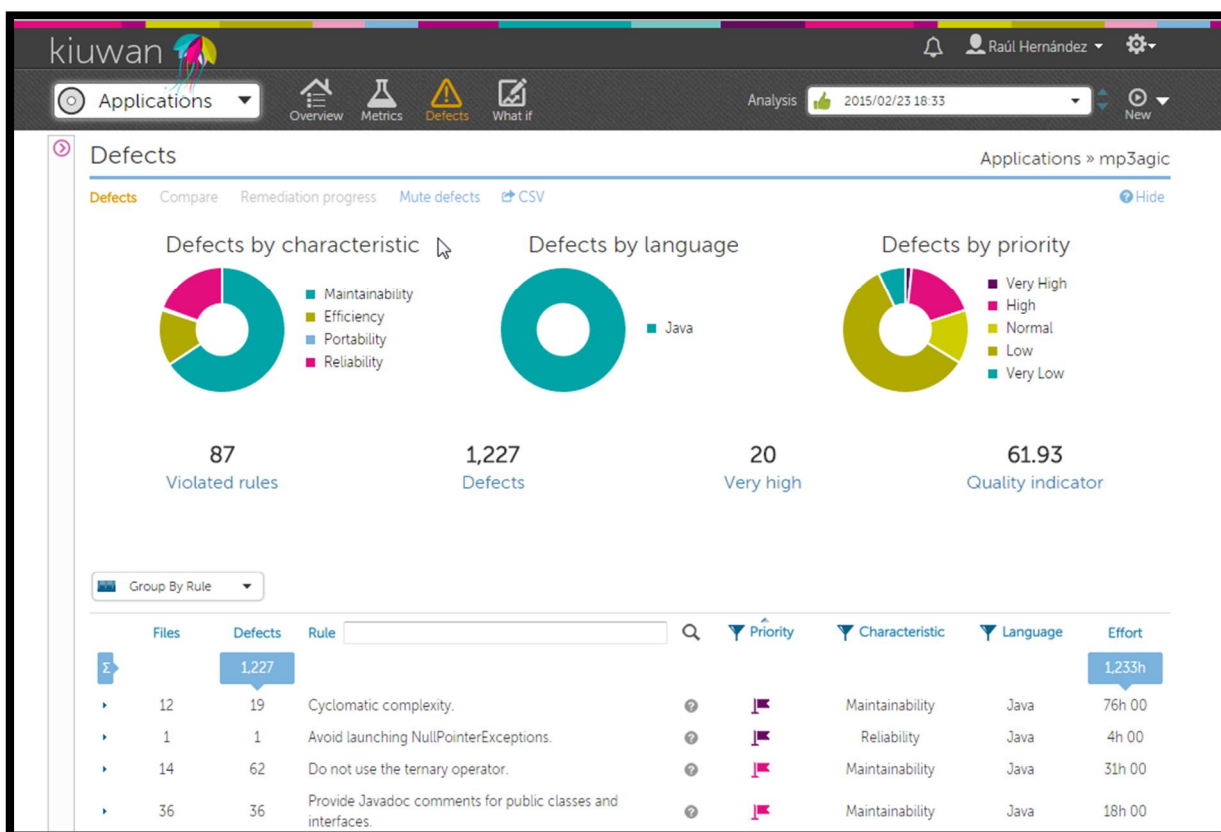 kiuwan
Raúl Hernández
Applications
Overview
Metrics
Defects
What if
Analysis
2015/02/23 18:33
New
Defects
Applications » mp3agic
Defects Compare Remediation progress Mute defects CSV
? Hide
Defects by characteristic
Maintainability
Efficiency
Portability
Reliability
Defects by language
Java
Defects by priority
Very High
High
Normal
Low
Very Low
87
Violated rules
1,227
Defects
20
Very high
61.93
Quality indicator
Group By Rule
Files Defects Rule Priority Characteristic Language Effort
Σ 1,227 1,233h
12 19 Cyclomatic complexity. ? Maintainability Java 76h 00
1 1 Avoid launching NullPointerExceptions. ? Reliability Java 4h 00
14 62 Do not use the ternary operator. ? Maintainability Java 31h 00
36 36 Provide Javadoc comments for public classes and
interfaces. ? Maintainability Java 18h 00